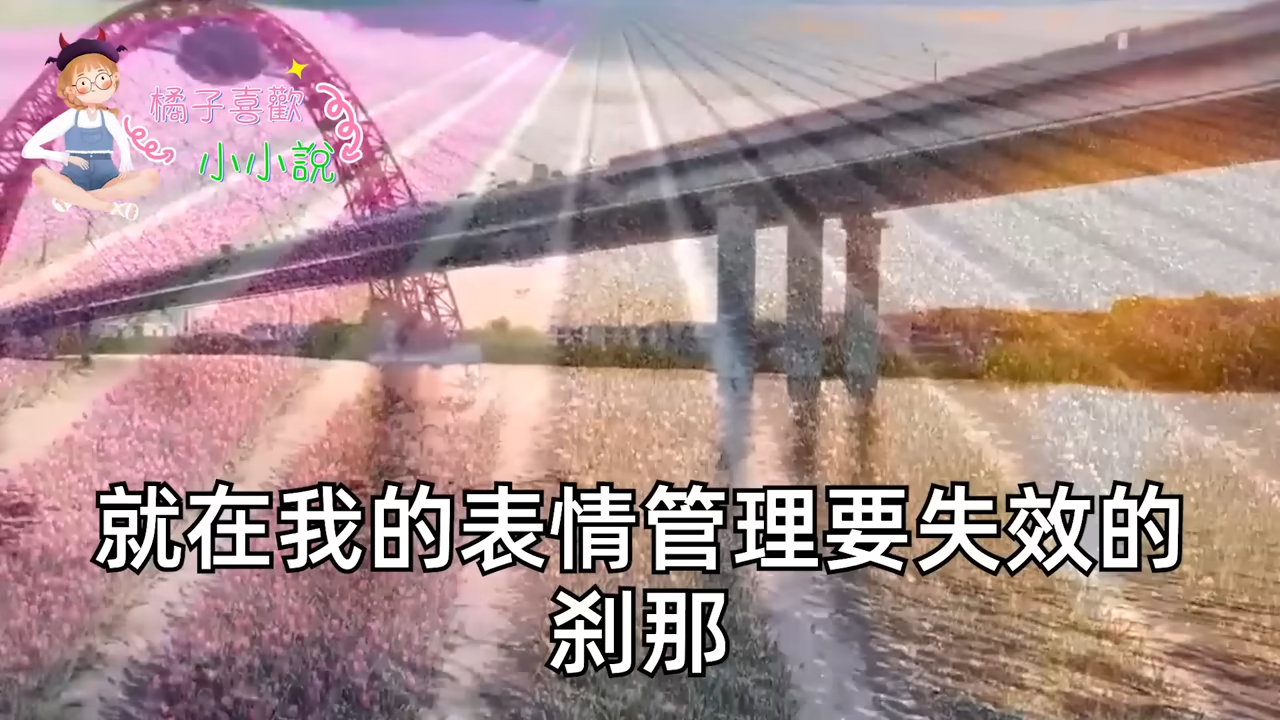 橘子喜歡
小小說
就在我的表情管理要失效的
刹那